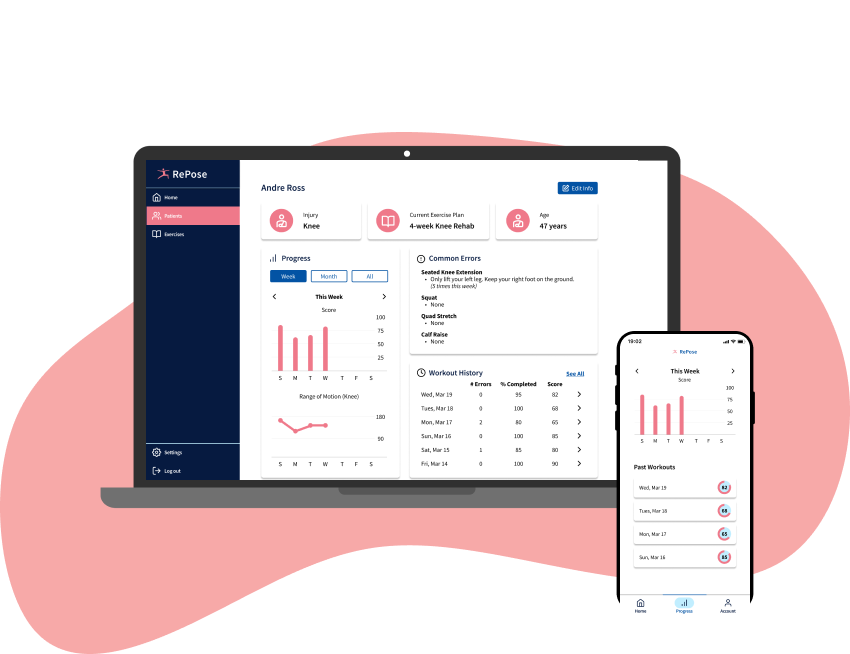 RePose
Home
Patients
Exercises
Settings
Log out
Andre Ross
Edit Info
Injury
Knee
Current Exercise Plan
4-week Knee Rehab
Age
47 years
Progress
Week Month All
This Week
Score
100
75
50
25
S M T W T F S
Range of Motion (Knee)
180
90
S M T W T F S
Common Errors
Seated Knee Extension
• Only lift your left leg. Keep your right foot on the ground.
(3 times this week)
Squat
• None
Quad Stretch
• None
Calf Raise
• None
Workout History See All
# Errors % Completed Score
Wed, Mar 19 0 95 82
Tues, Mar 18 0 100 68
Mon, Mar 17 2 80 65
Sun, Mar 16 0 100 85
Sat, Mar 15 1 85 80
Fri, Mar 14 0 100 90
19:02
RePose
This Week
Score
100
75
50
25
S M T W T F S
Past Workouts
Wed, Mar 19 82
Tues, Mar 18 68
Mon, Mar 17 65
Sun, Mar 16 85
Home Progress Account